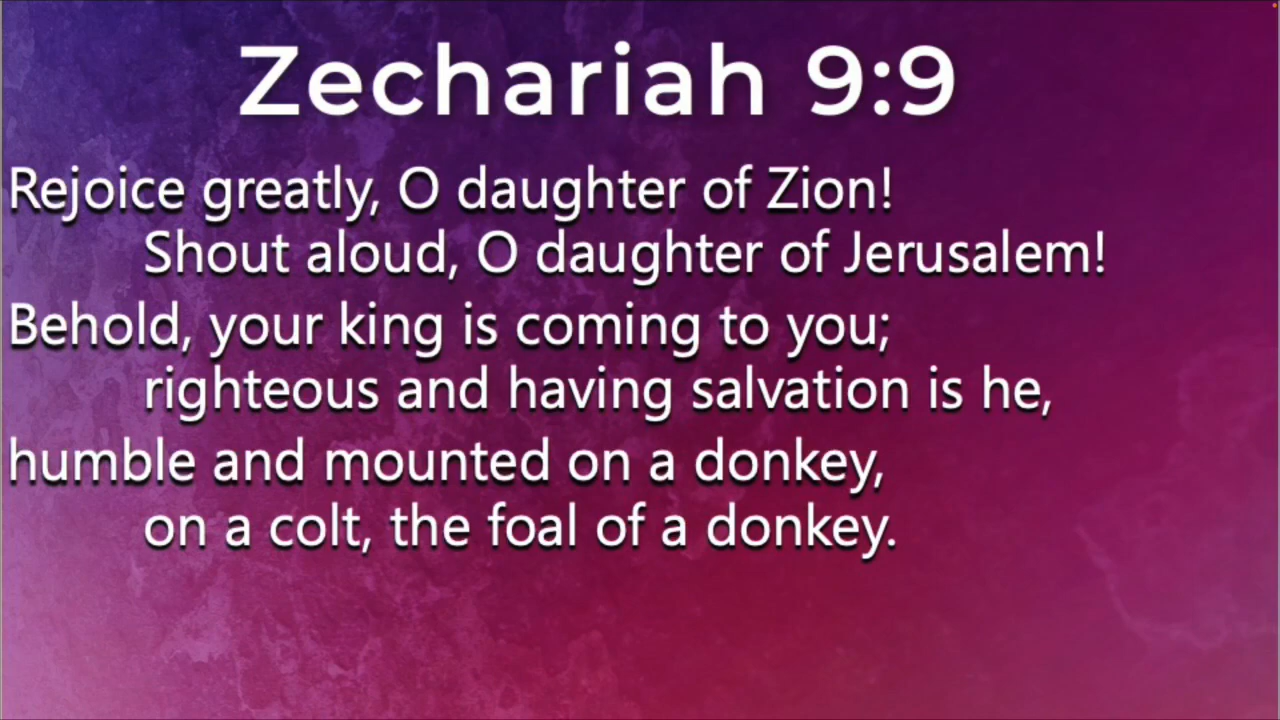 Zechariah 9:9
Rejoice greatly, O daughter of Zion!
Shout aloud, O daughter of Jerusalem!
Behold, your king is coming to you;
righteous and having salvation is he,
humble and mounted on a donkey,
on a colt, the foal of a donkey.